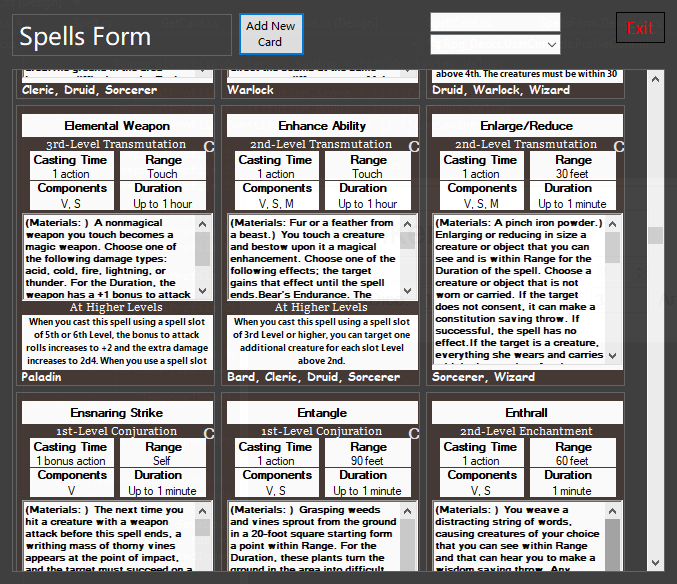 Spells Form
Add New
Card
Exit
above 4th. The creatures must be within 30
Cleric, Druid, Sorcerer
Warlock
Druid, Warlock, Wizard
Elemental Weapon
3rd-Level Transmutation
C
Casting Time
Range
1 action
Touch
Components
Duration
V, S
Up to 1 hour
(Materials: ) A nonmagical
weapon you touch becomes a
magic weapon. Choose one of
the following damage types:
acid, cold, fire, lightning, or
thunder. For the Duration, the
weapon has a +1 bonus to attack
At Higher Levels
When you cast this spell using a spell slot
of 5th or 6th Level, the bonus to attack
rolls increases to +2 and the extra damage
increases to 2d4. When you use a spell slot
Paladin
Enhance Ability
2nd-Level Transmutation
C
Casting Time
Range
1 action
Touch
Components
Duration
V, S, M
Up to 1 hour
(Materials: Fur or a feather from
a beast.) You touch a creature
and bestow upon it a magical
enhancement. Choose one of the
following effects; the target
gains that effect until the spell
ends.Bear's Endurance. The
At Higher Levels
When you cast this spell using a spell slot
of 3rd Level or higher, you can target one
additional creature for each slot Level
above 2nd.
Bard, Cleric, Druid, Sorcerer
Enlarge/Reduce
2nd-Level Transmutation
C
Casting Time
Range
1 action
30 feet
Components
Duration
V, S, M
Up to 1 minute
(Materials: A pinch iron powder.)
Enlarging or reducing in size a
creature or object that you can
see and is within Range for the
Duration of the spell. Choose a
creature or object that is not
worn or carried. If the target
does not consent, it can make a
constitution saving throw. If
successful, the spell has no
effect.If the target is a creature,
everything she wears and carries
Sorcerer, Wizard
Ensnaring Strike
1st-Level Conjuration
C
Casting Time
Range
1 bonus action
Self
Components
Duration
V
Up to 1 minute
(Materials: ) The next time you
hit a creature with a weapon
attack before this spell ends, a
writhing mass of thorny vines
appears at the point of impact,
and the target must succeed on a
Entangle
1st-Level Conjuration
C
Casting Time
Range
1 action
90 feet
Components
Duration
V, S
Up to 1 minute
(Materials: ) Grasping weeds
and vines sprout from the ground
in a 20-foot square starting form
a point within Range. For the
Duration, these plants turn the
ground in the area into difficult
Enthrall
2nd-Level Enchantment
Casting Time
Range
1 action
60 feet
Components
Duration
V, S
1 minute
(Materials: ) You weave a
distracting string of words,
causing creatures of your choice
that you can see within Range
and that can hear you to make a
wisdom saving throw. Any